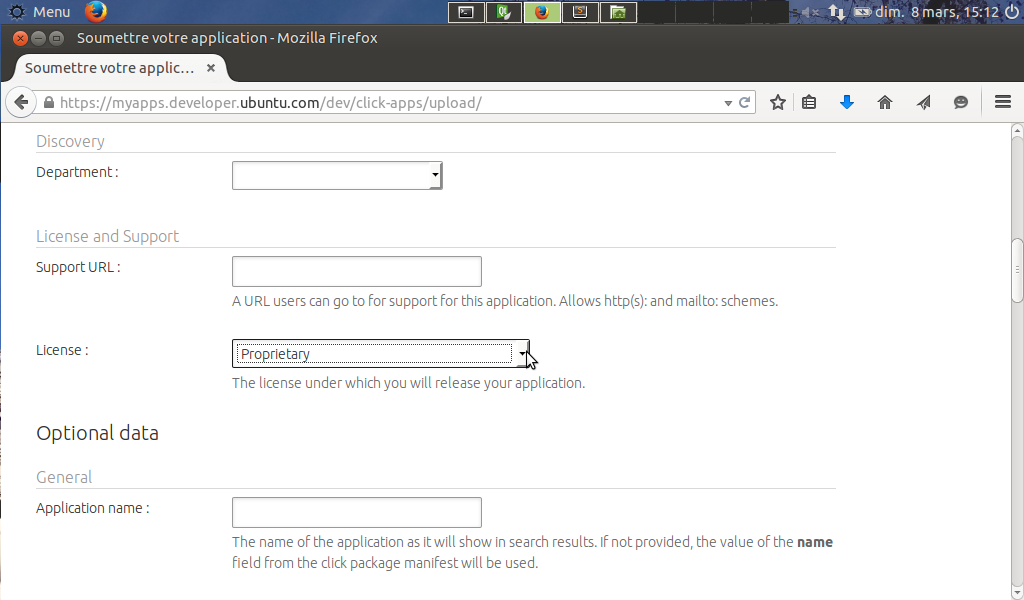 Menu
dim. 8 mars, 15:12
Soumettre votre application - Mozilla Firefox
Soumettre votre applic... ×
https://myapps.developer.ubuntu.com/dev/click-apps/upload/
Discovery
Department :
License and Support
Support URL :
A URL users can go to for support for this application. Allows http(s): and mailto: schemes.
License :
Proprietary
The license under which you will release your application.
Optional data
General
Application name :
The name of the application as it will show in search results. If not provided, the value of the name
field from the click package manifest will be used.